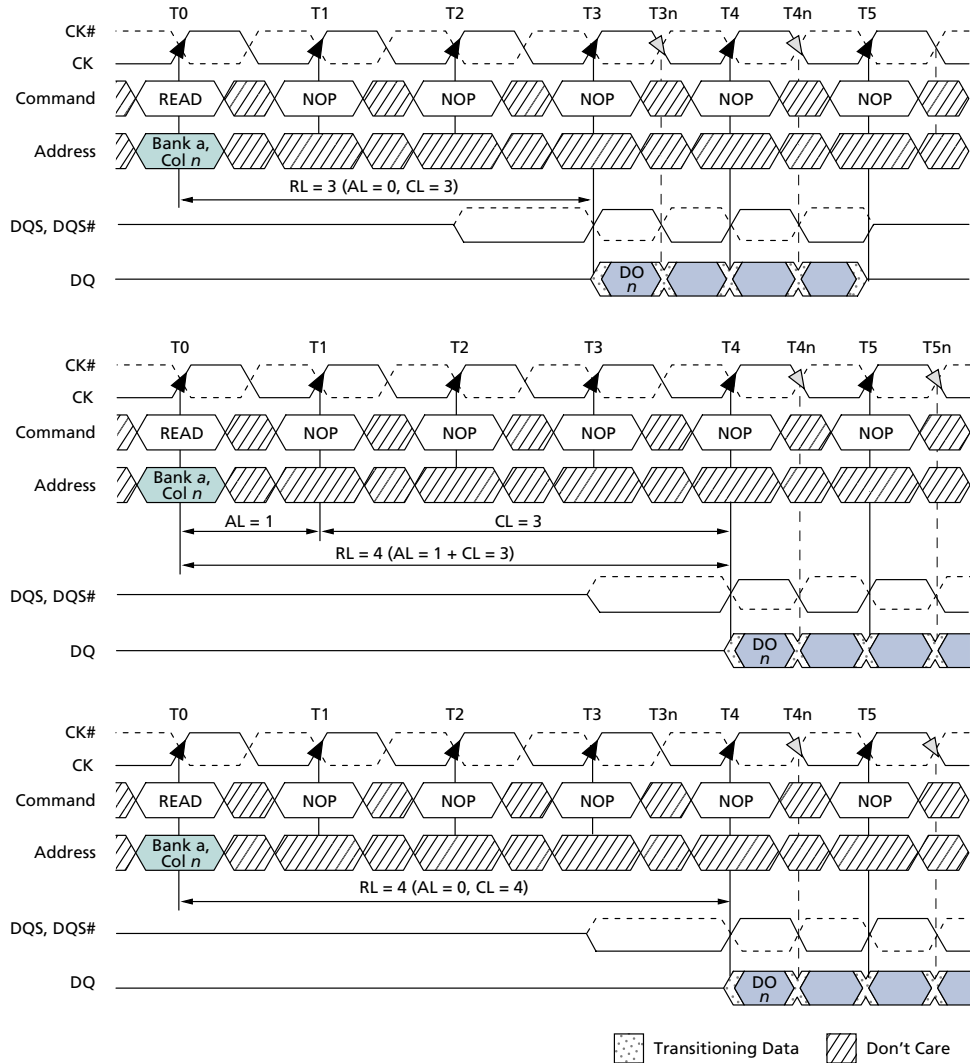 T0 T1 T2 T3 T3n T4 T4n T5
CK#
CK
Command READ NOP NOP NOP NOP NOP
Address Bank a,
Col n
RL = 3 (AL = 0, CL = 3)
DQS, DQS#
DQ DO
n
T0 T1 T2 T3 T4 T4n T5 T5n
CK#
CK
Command READ NOP NOP NOP NOP NOP
Address Bank a,
Col n
AL = 1 CL = 3
RL = 4 (AL = 1 + CL = 3)
DQS, DQS#
DQ DO
n
T0 T1 T2 T3 T3n T4 T4n T5
CK#
CK
Command READ NOP NOP NOP NOP NOP
Address Bank a,
Col n
RL = 4 (AL = 0, CL = 4)
DQS, DQS#
DQ DO
n
Transitioning Data Don't Care